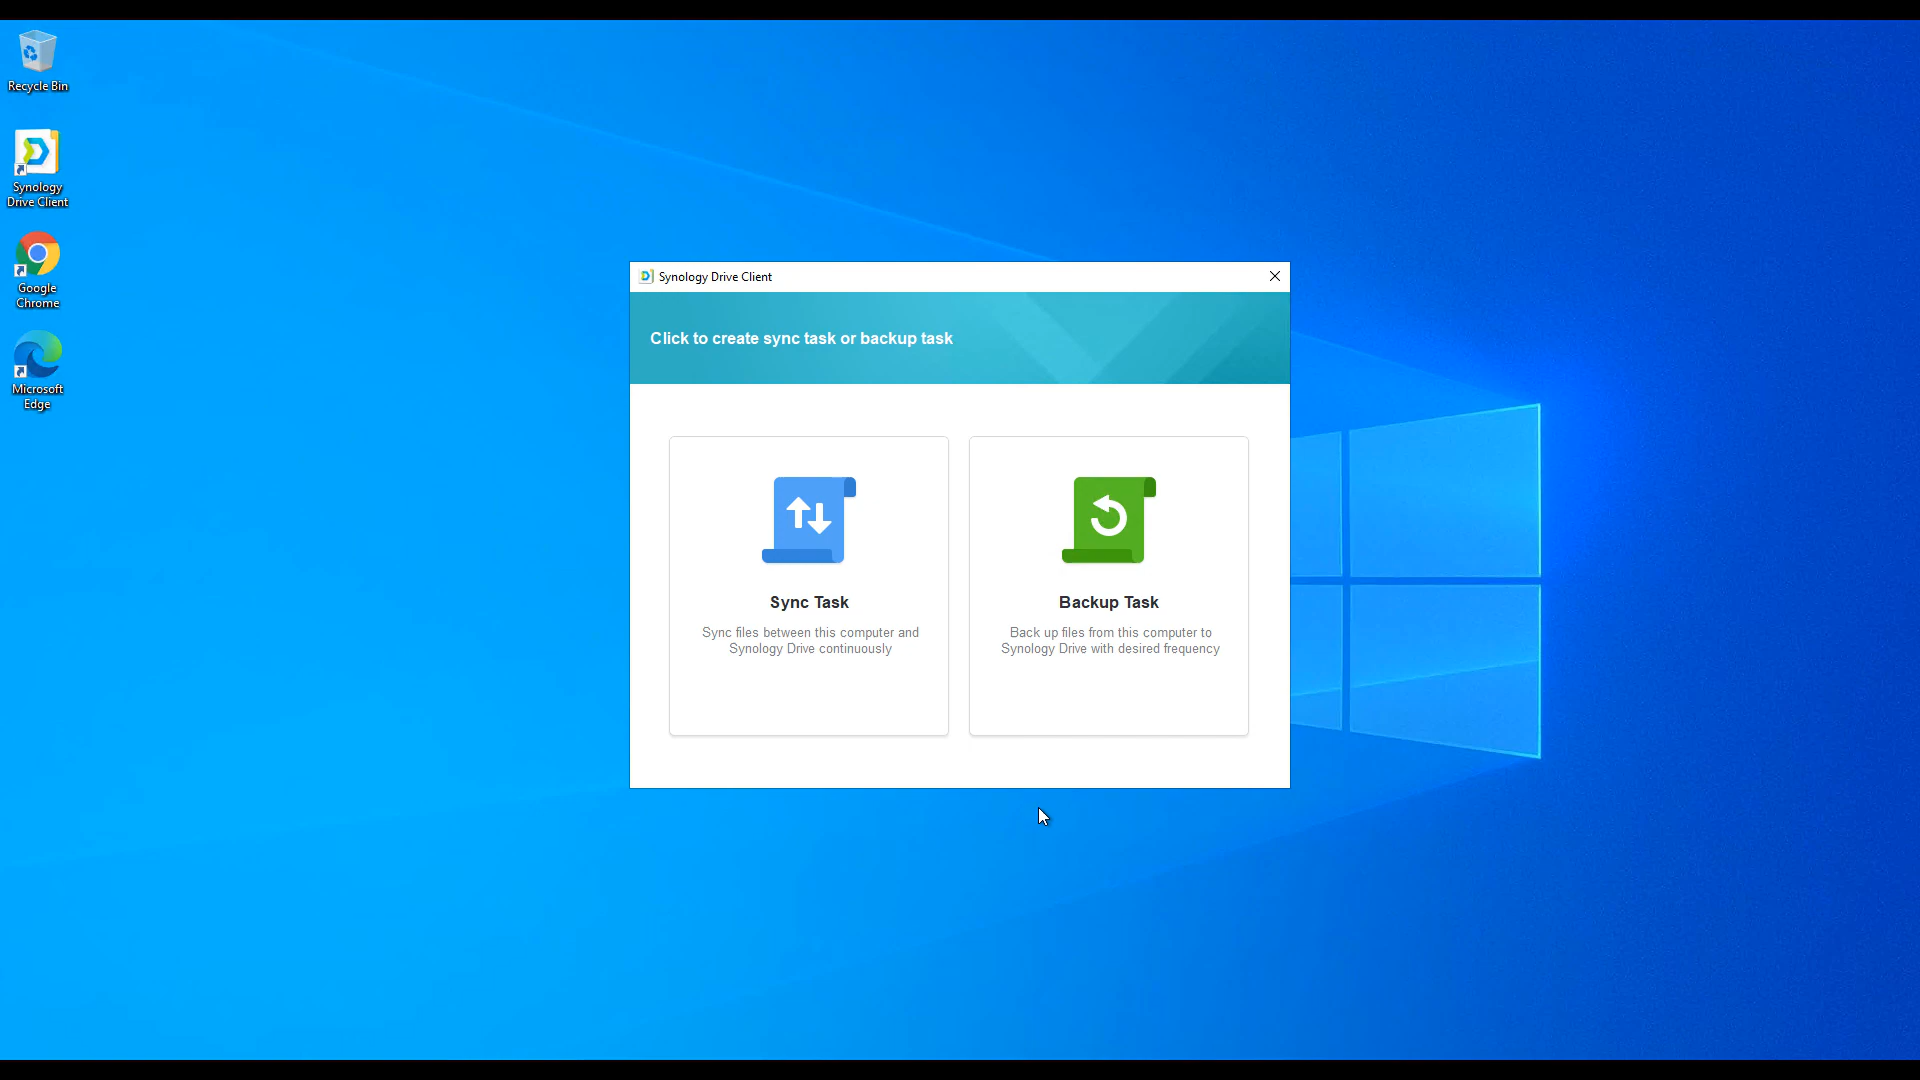 Recycle Bin
Synology
Drive Client
Google
Chrome
Microsoft
Edge
Synology Drive Client
Click to create sync task or backup task
Sync Task
Sync files between this computer and
Synology Drive continuously
Backup Task
Back up files from this computer to
Synology Drive with desired frequency